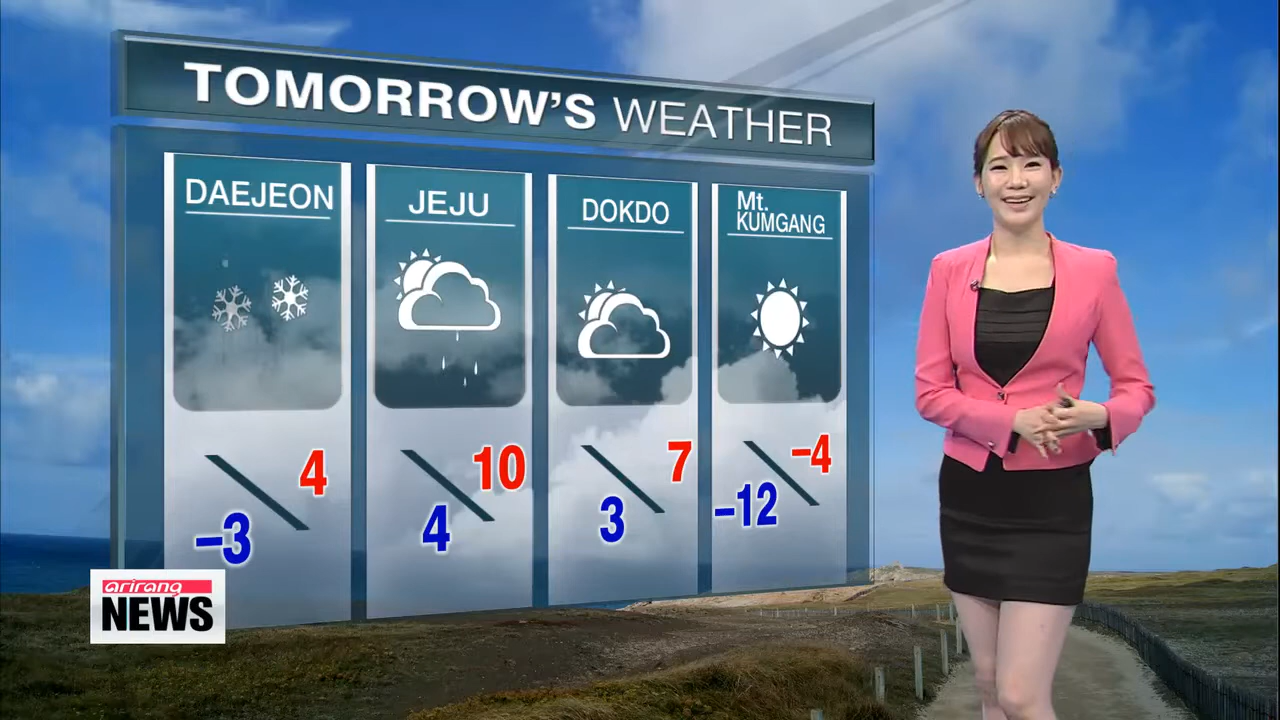 TOMORROW'S WEATHER
DAEJEON
4
-3
JEJU
10
4
DOKDO
7
3
Mt.
KUMGANG
-4
-12
arirang
NEWS